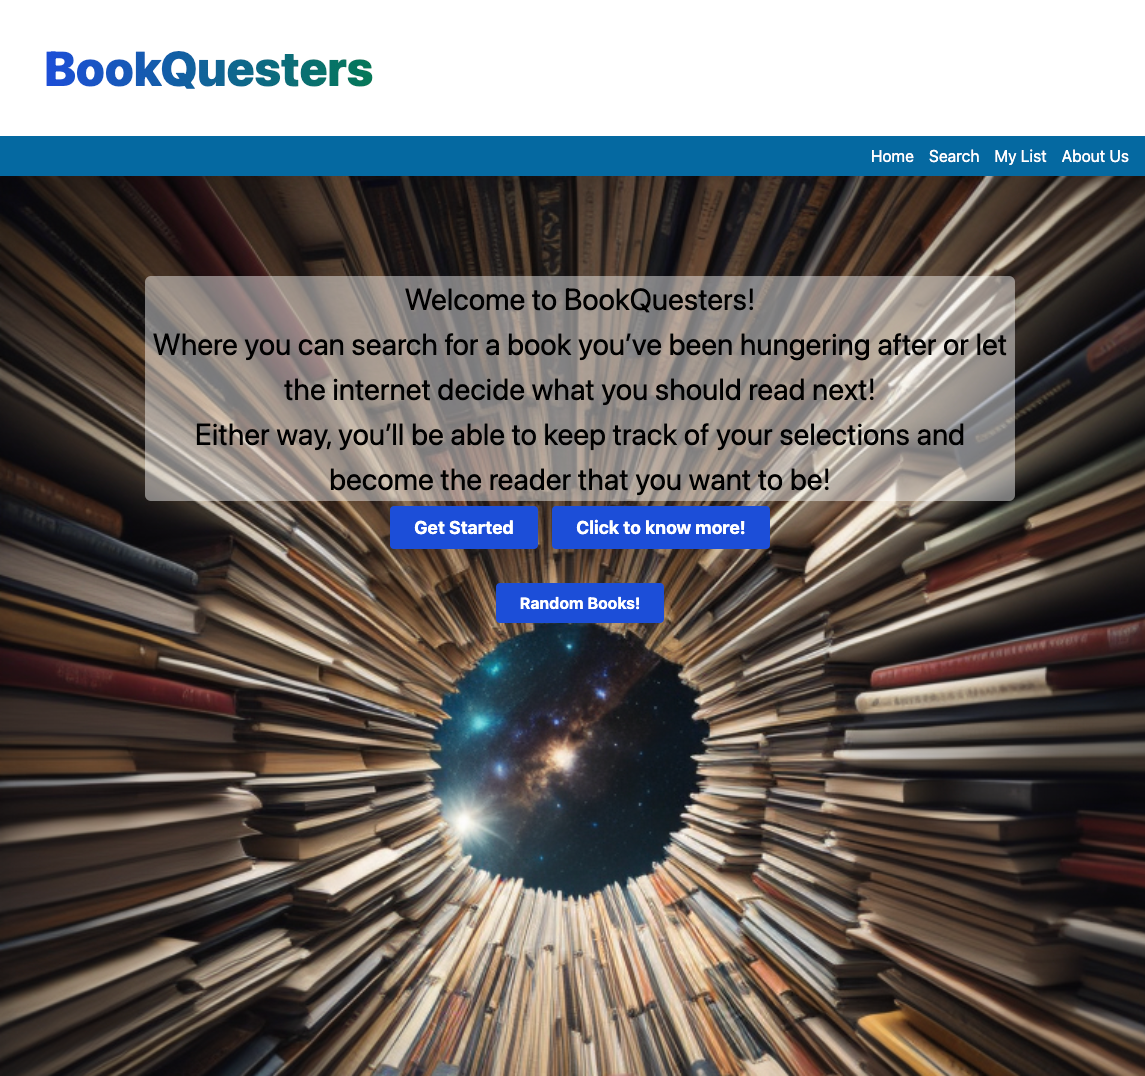 BookQuesters
Home Search My List About Us
Welcome to BookQuesters!
Where you can search for a book you’ve been hungering after or let
the internet decide what you should read next!
Either way, you’ll be able to keep track of your selections and
become the reader that you want to be!
Get Started Click to know more!
Random Books!